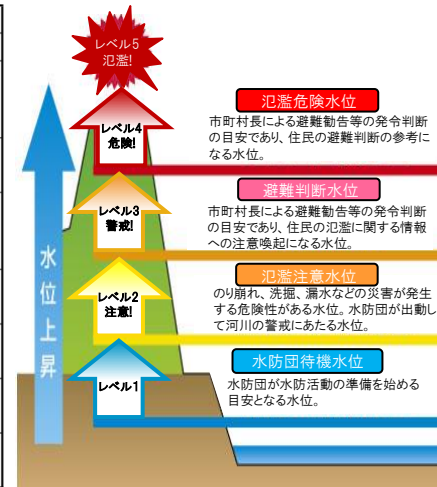 レベル5
氾濫!
氾濫危険水位
レベル4
危険!
市町村長による避難勧告等の発令判断
の目安であり、住民の避難判断の参考に
なる水位。
避難判断水位
レベル3
警戒!
市町村長による避難勧告等の発令判断
の目安であり、住民の氾濫に関する情報
への注意喚起になる水位。
氾濫注意水位
レベル2
注意!
のり崩れ、洗掘、漏水などの災害が発生
する危険性がある水位。水防団が出動し
て河川の警戒にあたる水位。
水防団待機水位
レベル1
水防団が水防活動の準備を始める
目安となる水位。
水位上昇